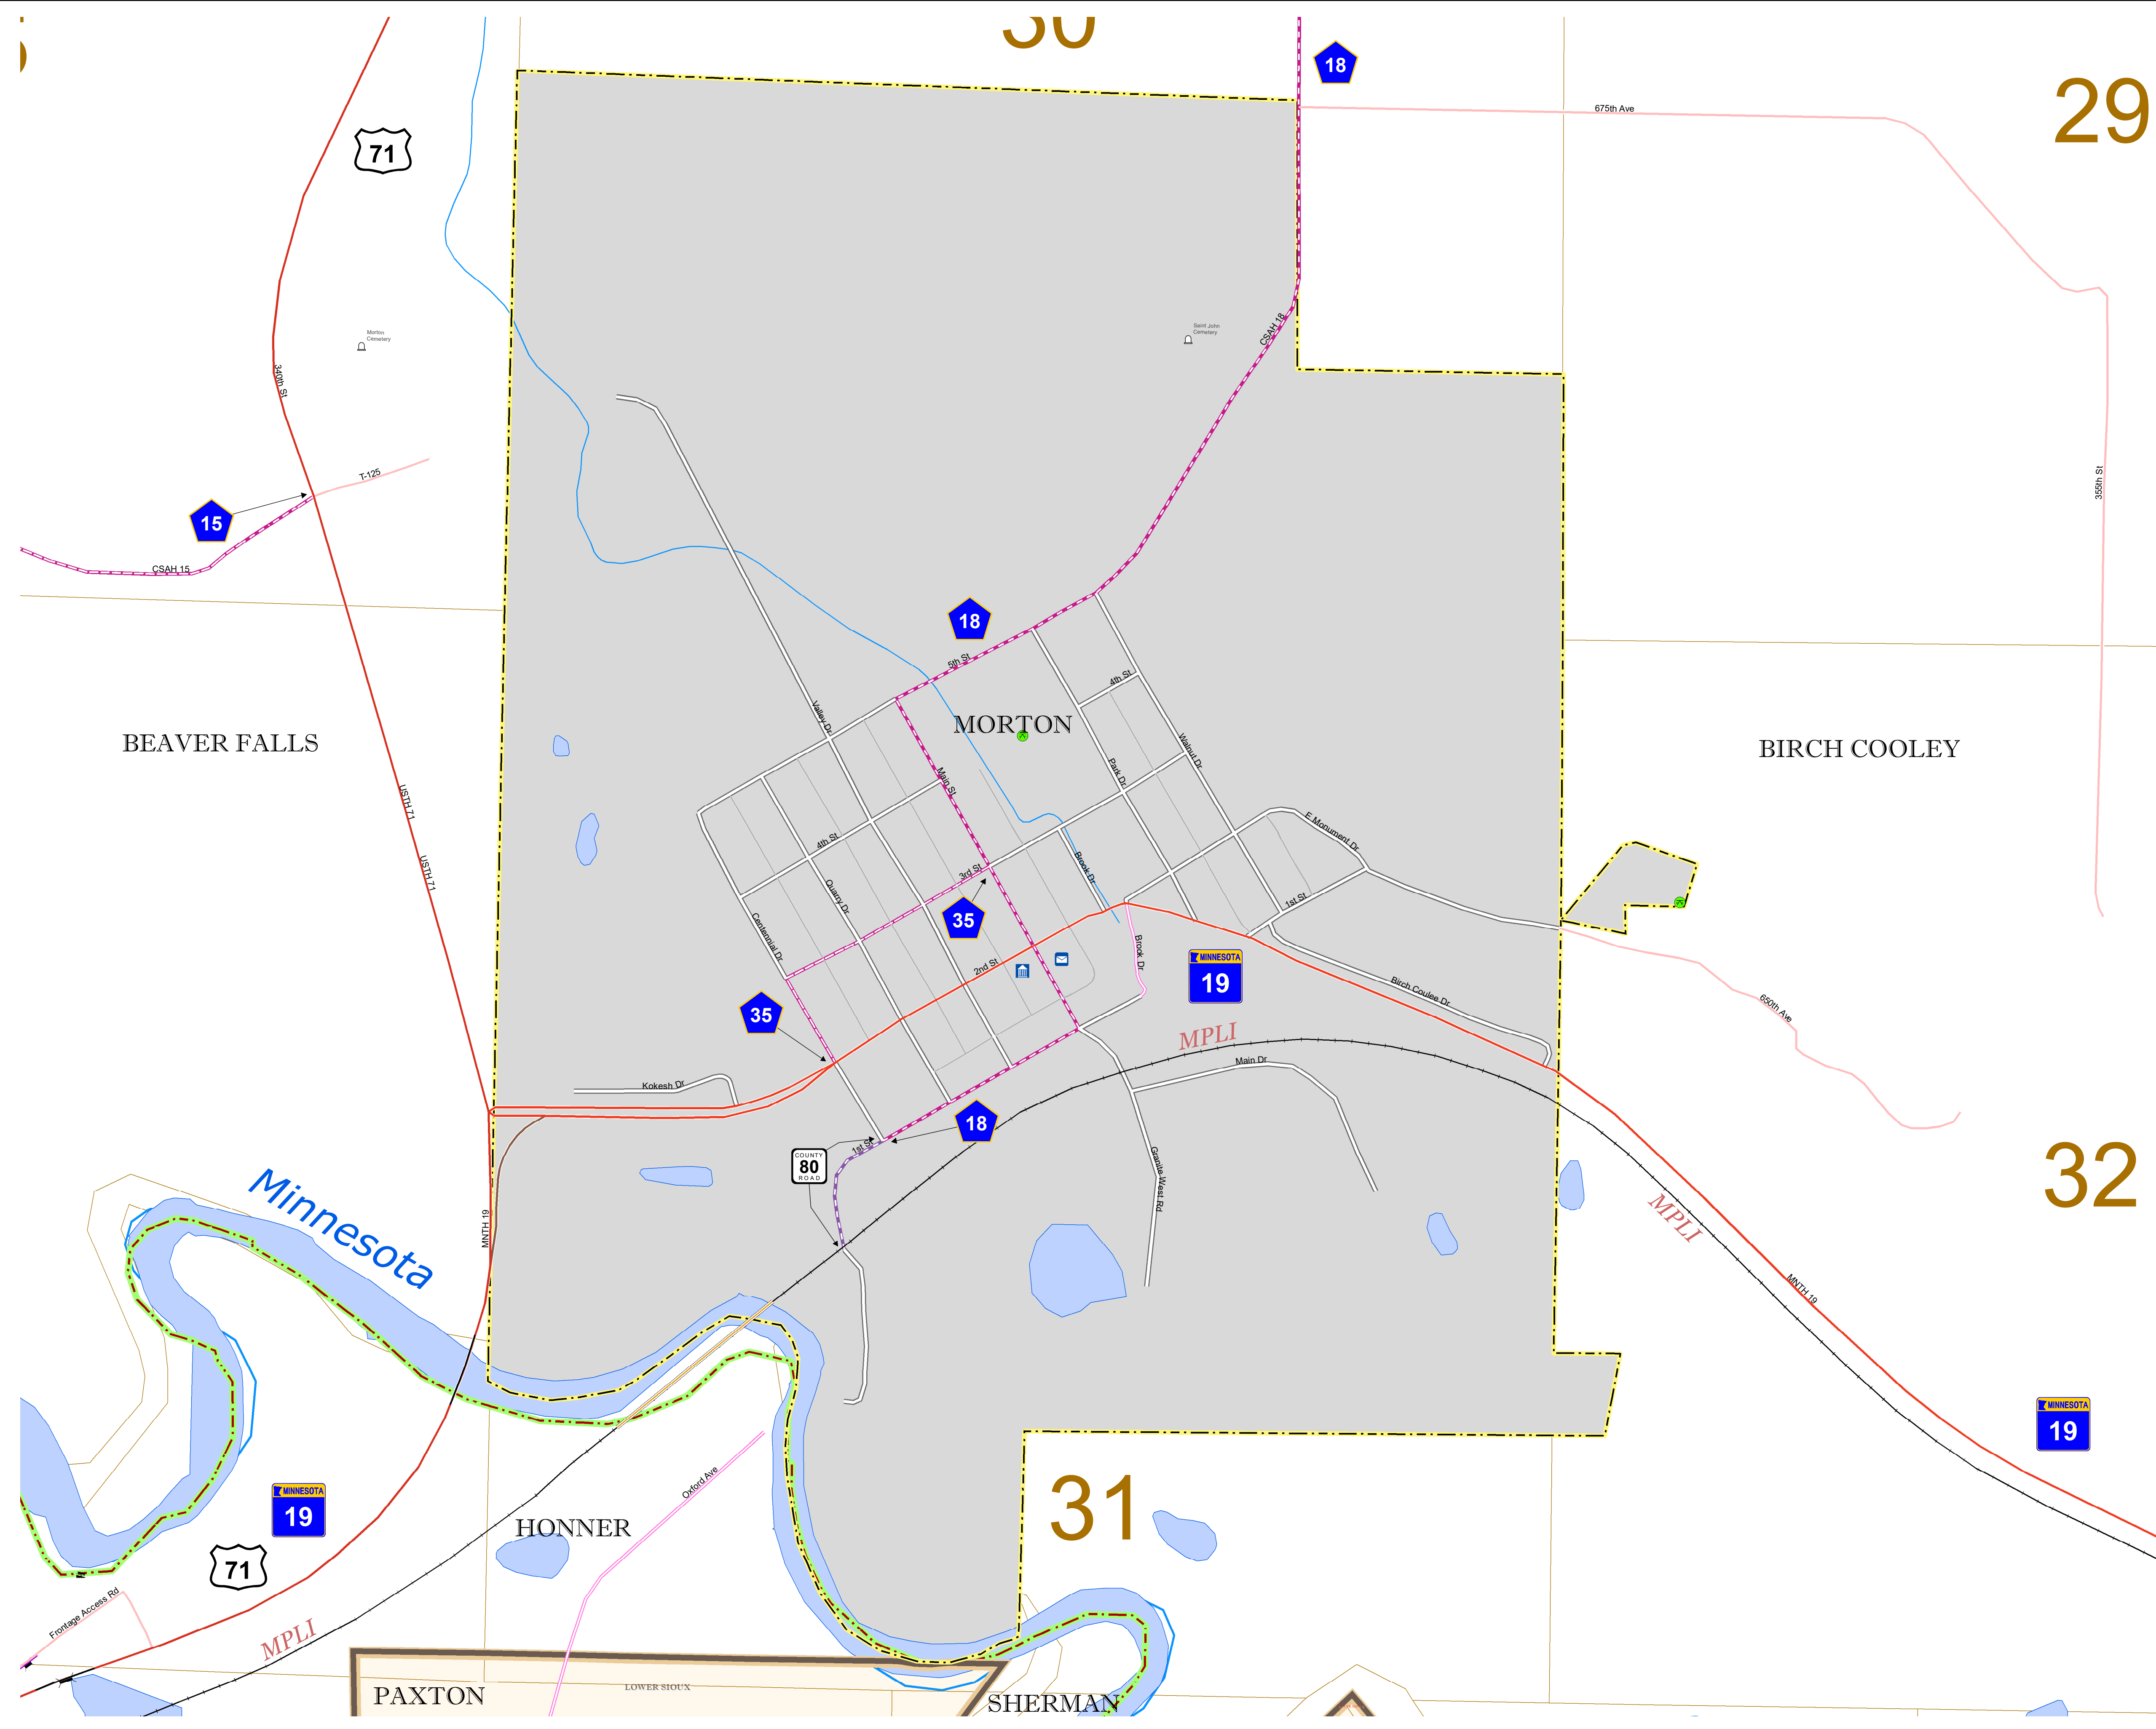 30
18
675th Ave
29
71
Morton
Cemetery
Saint John
Cemetery
CSAH 18
340th St
T-125
355th St
15
CSAH 15
18
5th St
4th St
MORTON
Valley Dr
Walnut Dr
BEAVER FALLS
BIRCH COOLEY
Main St
Park Dr
USTH 71
E Monument Dr
4th St
3rd St
Brook Dr
USTH 71
Quarry Dr
1st St
35
Centennial Dr
Brook Dr
2nd St
MINNESOTA
19
Birch Coulee Dr
650th Ave
35
MPLI
Main Dr
Kokesh Dr
18
1st St
COUNTY
80
ROAD
Granite West Rd
32
Minnesota
MNTH 19
MPLI
MNTH 19
MINNESOTA
19
31
Oxford Ave
MINNESOTA
19
HONNER
71
Frontage Access Rd
MPLI
PAXTON
LOWER SIOUX
SHERMAN